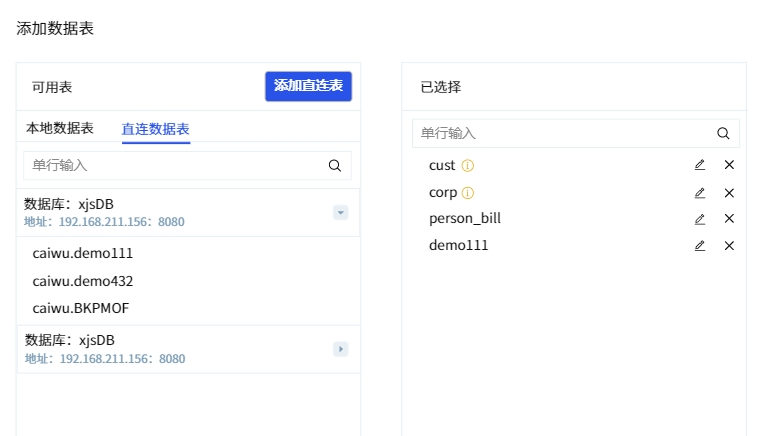 添加数据表
可用表
添加直连表
本地数据表
直连数据表
单行输入
数据库：xjsDB
地址：192.168.211.156：8080
caiwu.demo111
caiwu.demo432
caiwu.BKPMOF
数据库：xjsDB
地址：192.168.211.156：8080
已选择
单行输入
cust
corp
person_bill
demo111